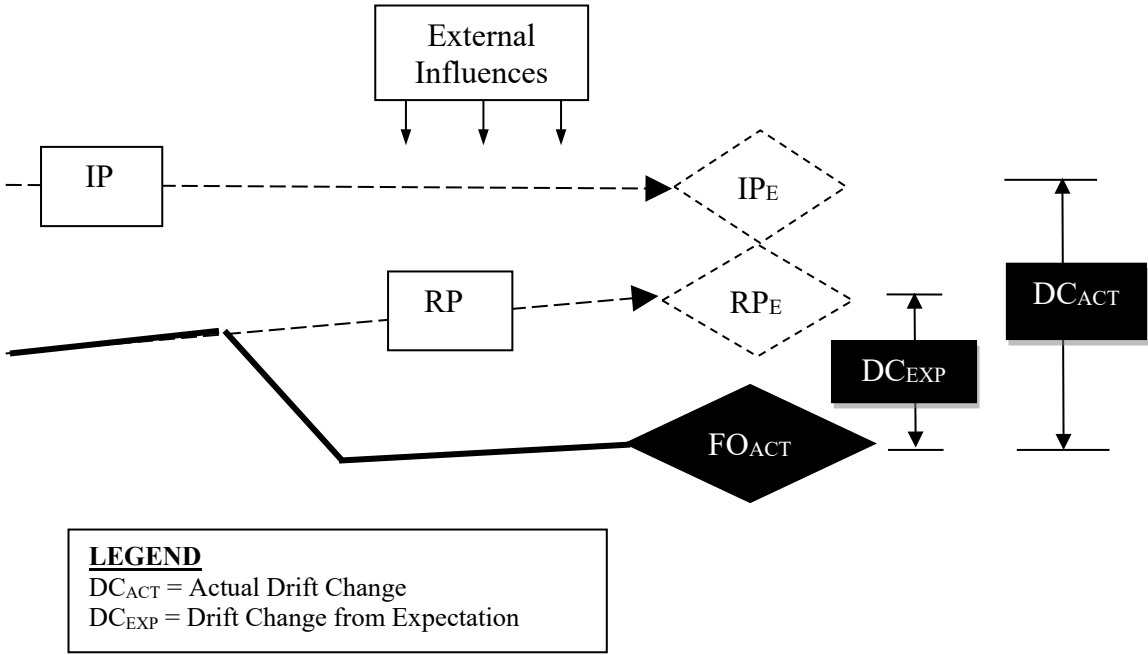 External
Influences
IP
IPE
RP
RPE
DCACT
DCEXP
FOACT
LEGEND
DCACT = Actual Drift Change
DCEXP = Drift Change from Expectation